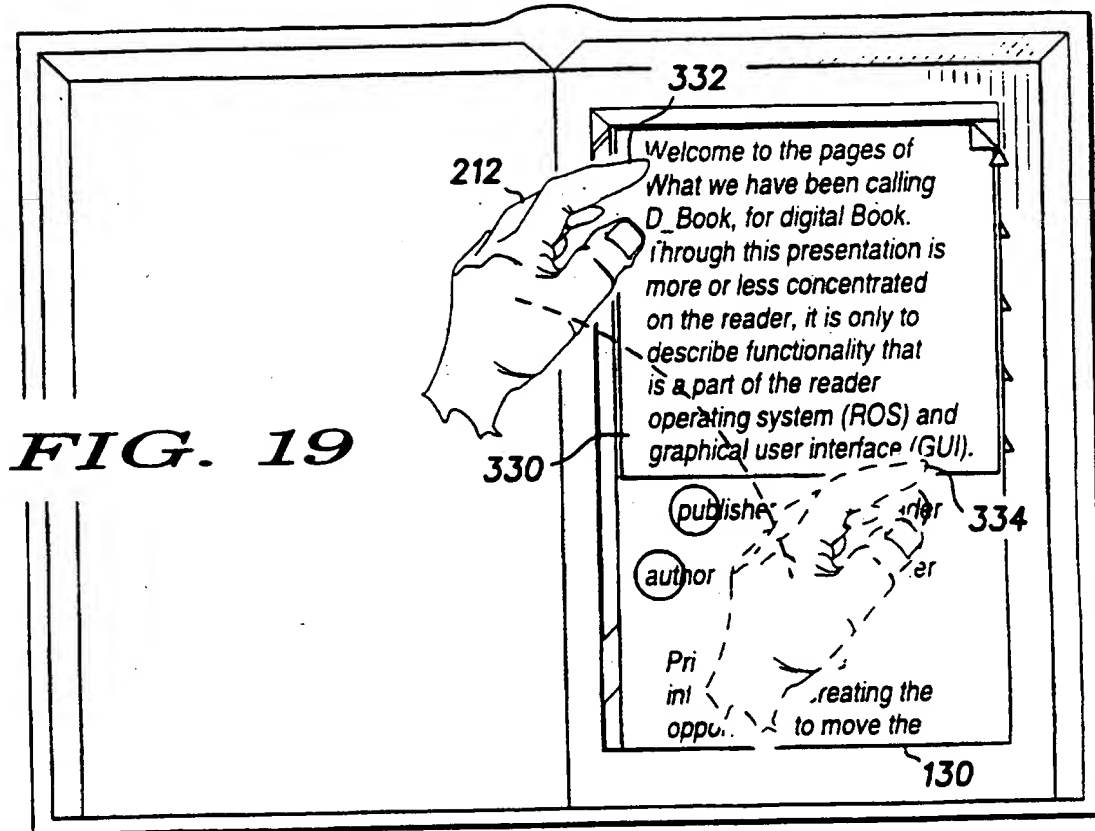 332
212
Welcome to the pages of
What we have been calling
D_Book, for digital Book.
Through this presentation is
more or less concentrated
on the reader, it is only to
describe functionality that
is a part of the reader
operating system (ROS) and
graphical user interface (GUI).
FIG. 19
330
334
publisher
author
creating the
to move the
130